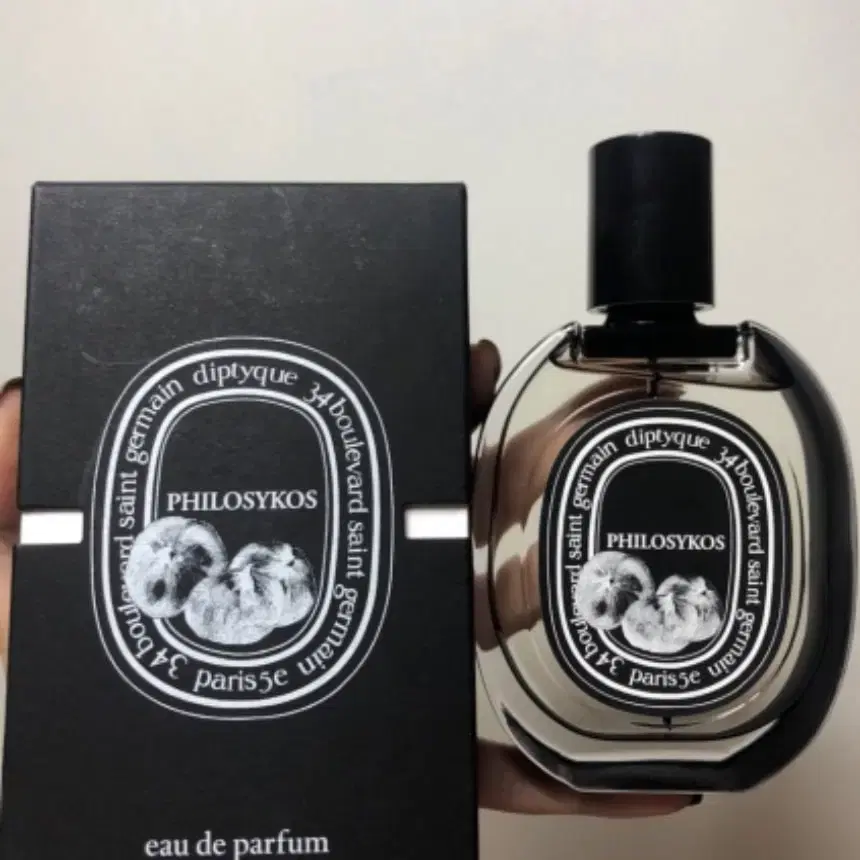 diptyque 34 boulevard saint germain paris 5e 34 boulevard saint germain
PHILOSYKOS
eau de parfum
diptyque 34 boulevard saint germain paris 5e 34 boulevard saint germain
PHILOSYKOS